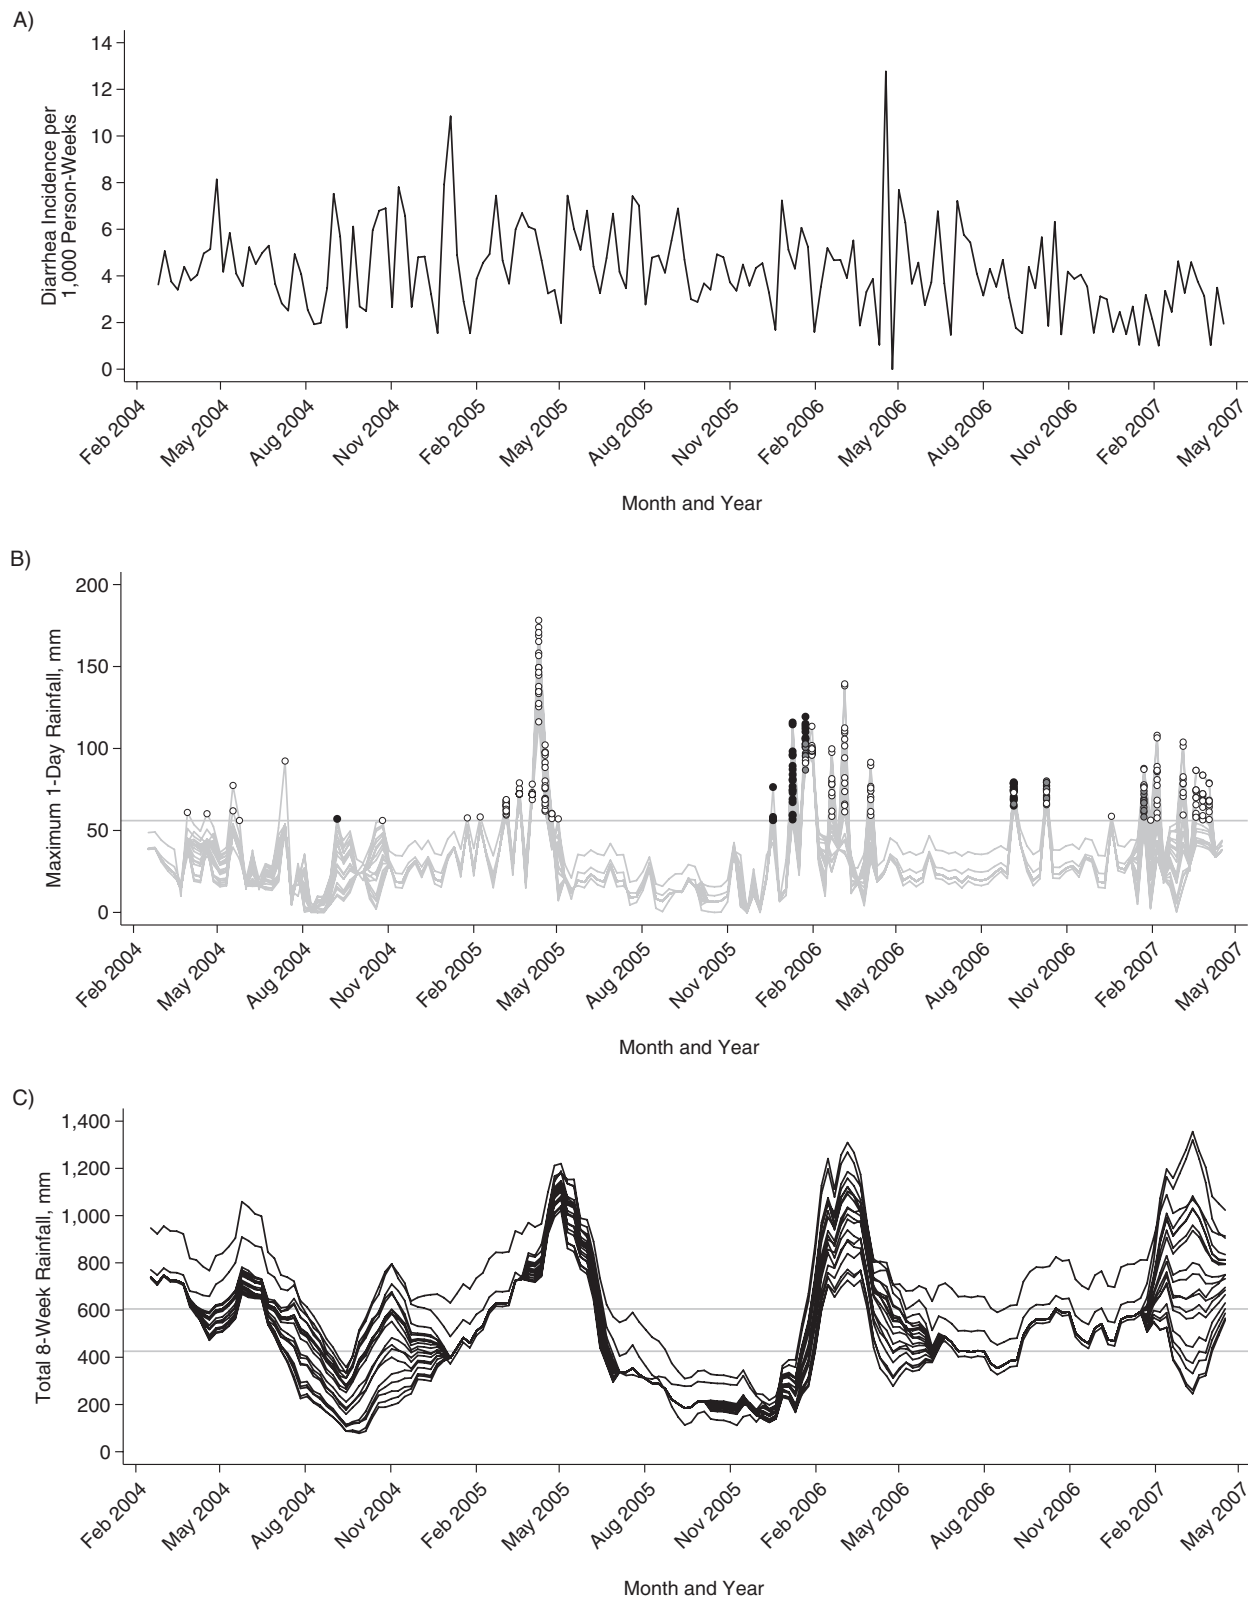 A)
Diarrhea Incidence per
1,000 Person-Weeks
14
12
10
8
6
4
2
0
Feb 2004
May 2004
Aug 2004
Nov 2004
Feb 2005
May 2005
Aug 2005
Nov 2005
Feb 2006
May 2006
Aug 2006
Nov 2006
Feb 2007
May 2007
Month and Year
B)
Maximum 1-Day Rainfall, mm
200
150
100
50
0
Feb 2004
May 2004
Aug 2004
Nov 2004
Feb 2005
May 2005
Aug 2005
Nov 2005
Feb 2006
May 2006
Aug 2006
Nov 2006
Feb 2007
May 2007
Month and Year
C)
Total 8-Week Rainfall, mm
1,400
1,200
1,000
800
600
400
200
0
Feb 2004
May 2004
Aug 2004
Nov 2004
Feb 2005
May 2005
Aug 2005
Nov 2005
Feb 2006
May 2006
Aug 2006
Nov 2006
Feb 2007
May 2007
Month and Year